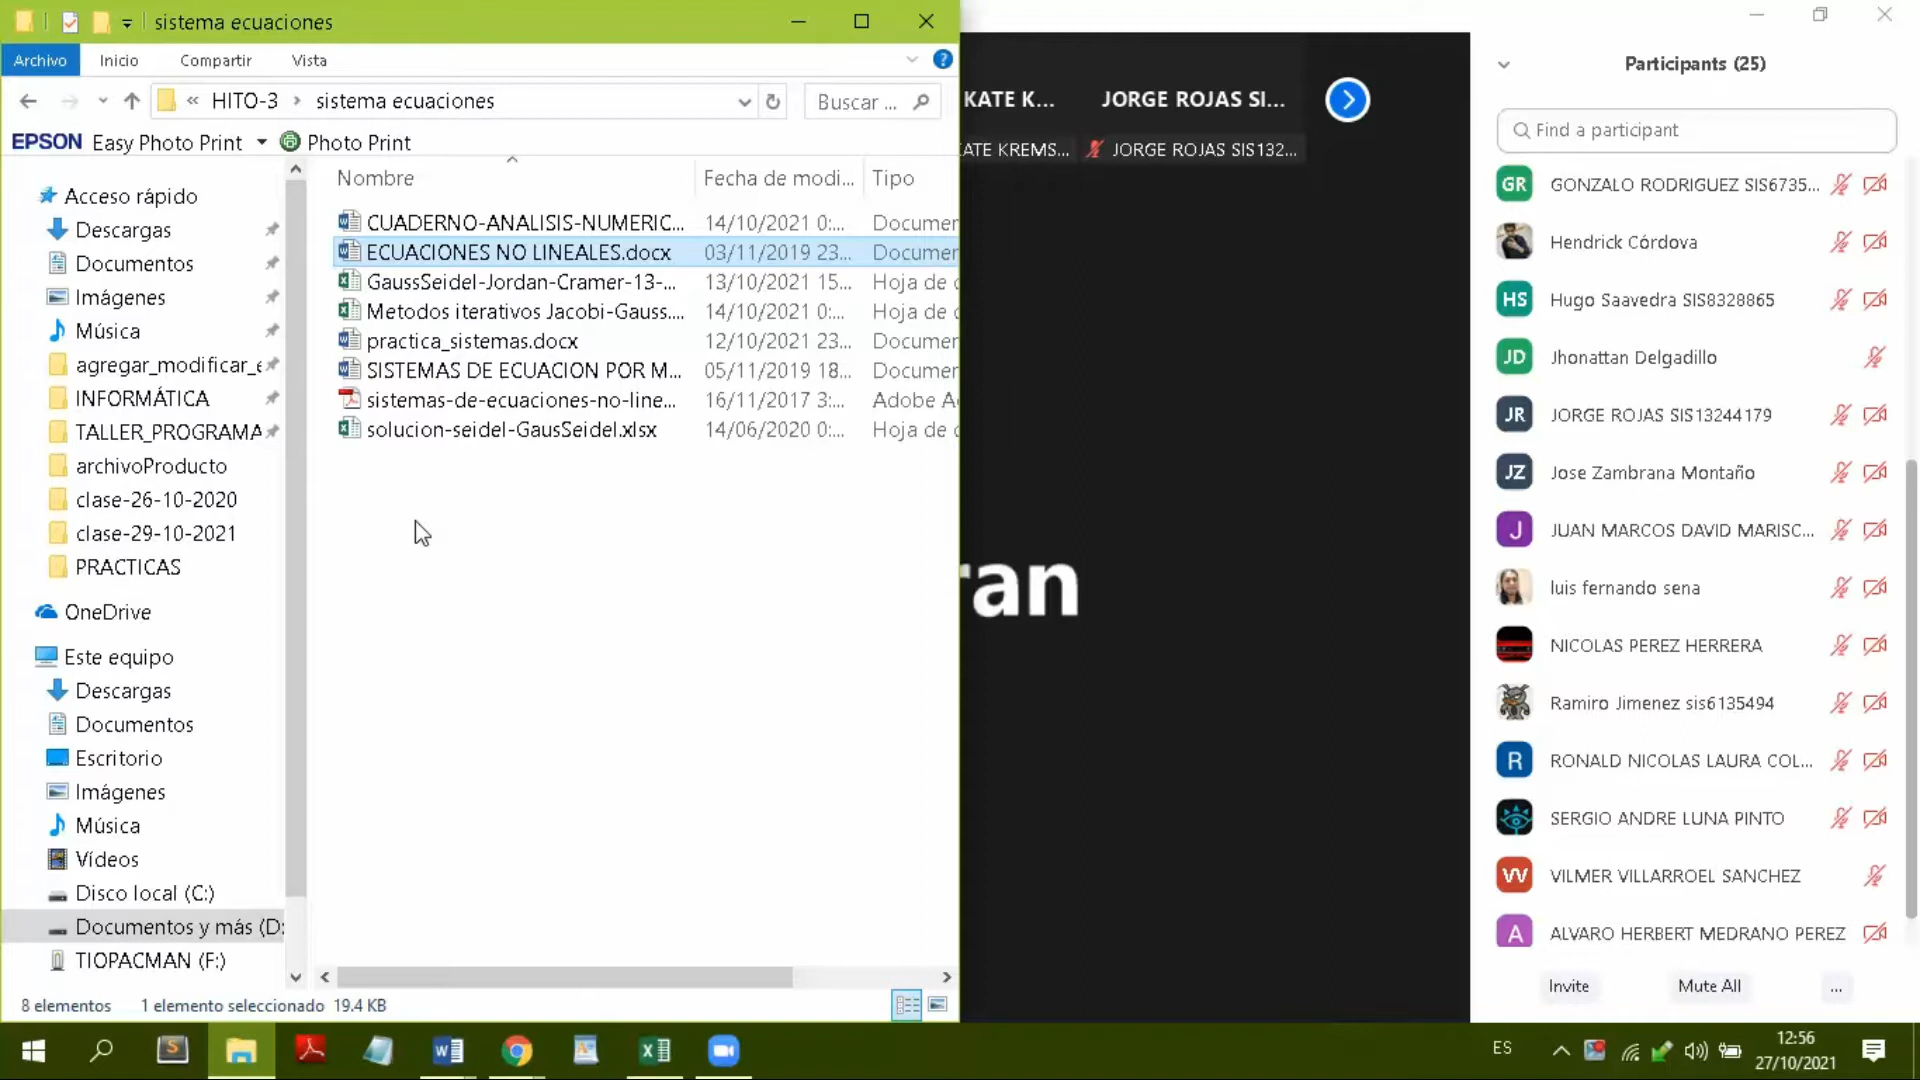 sistema ecuaciones
Archivo Inicio Compartir Vista
« HITO-3 › sistema ecuaciones
Buscar ...
EPSON Easy Photo Print Photo Print
Nombre Fecha de modi... Tipo
CUADERNO-ANALISIS-NUMERIC... 14/10/2021 0:... Documen
ECUACIONES NO LINEALES.docx 03/11/2019 23... Documen
GaussSeidel-Jordan-Cramer-13-... 13/10/2021 15... Hoja de c
Metodos iterativos Jacobi-Gauss.... 14/10/2021 0:... Hoja de c
practica_sistemas.docx 12/10/2021 23... Documen
SISTEMAS DE ECUACION POR M... 05/11/2019 18... Documen
sistemas-de-ecuaciones-no-line... 16/11/2017 3:... Adobe A
solucion-seidel-GausSeidel.xlsx 14/06/2020 0:... Hoja de c
Acceso rápido
Descargas
Documentos
Imágenes
Música
agregar_modificar_e
INFORMÁTICA
TALLER_PROGRAMA
archivoProducto
clase-26-10-2020
clase-29-10-2021
PRACTICAS
OneDrive
Este equipo
Descargas
Documentos
Escritorio
Imágenes
Música
Vídeos
Disco local (C:)
Documentos y más (D:
TIOPACMAN (F:)
8 elementos 1 elemento seleccionado 19.4 KB
KATE K... JORGE ROJAS SI...
ATE KREMS... JORGE ROJAS SIS132...
ran
Participants (25)
Find a participant
GR GONZALO RODRIGUEZ SIS6735...
Hendrick Córdova
HS Hugo Saavedra SIS8328865
JD Jhonattan Delgadillo
JR JORGE ROJAS SIS13244179
JZ Jose Zambrana Montaño
J JUAN MARCOS DAVID MARISC...
luis fernando sena
NICOLAS PEREZ HERRERA
Ramiro Jimenez sis6135494
R RONALD NICOLAS LAURA COL...
SERGIO ANDRE LUNA PINTO
VV VILMER VILLARROEL SANCHEZ
A ALVARO HERBERT MEDRANO PEREZ
Invite Mute All ...
ES
12:56
27/10/2021